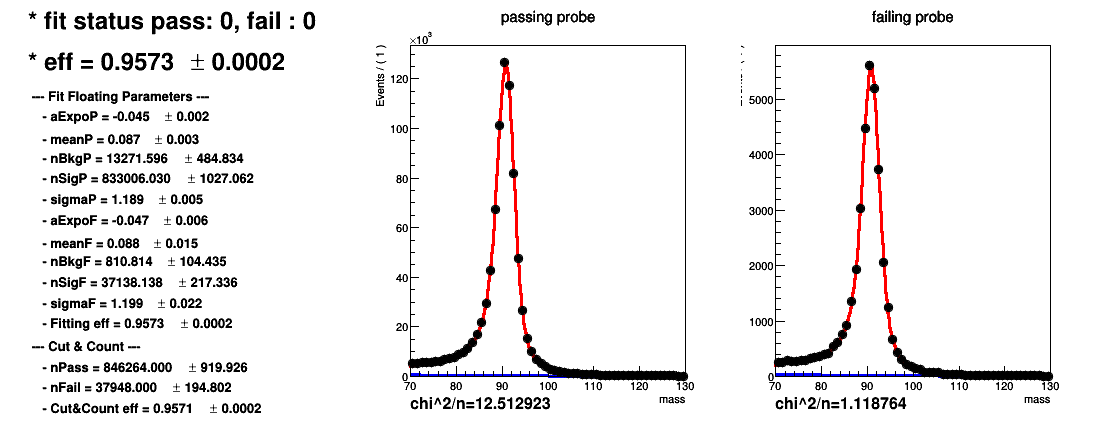 * fit status pass: 0, fail : 0
* eff = 0.9573 ± 0.0002
--- Fit Floating Parameters ---
- aExpoP = -0.045 ± 0.002
- meanP = 0.087 ± 0.003
- nBkgP = 13271.596 ± 484.834
- nSigP = 833006.030 ± 1027.062
- sigmaP = 1.189 ± 0.005
- aExpoF = -0.047 ± 0.006
- meanF = 0.088 ± 0.015
- nBkgF = 810.814 ± 104.435
- nSigF = 37138.138 ± 217.336
- sigmaF = 1.199 ± 0.022
- Fitting eff = 0.9573 ± 0.0002
--- Cut & Count ---
- nPass = 846264.000 ± 919.926
- nFail = 37948.000 ± 194.802
- Cut&Count eff = 0.9571 ± 0.0002
passing probe
×10³
Events / ( 1 )
120
100
80
60
40
20
0
70 80 90 100 110 120 130
mass
chi^2/n=12.512923
failing probe
5000
4000
3000
2000
1000
0
70 80 90 100 110 120 130
mass
chi^2/n=1.118764